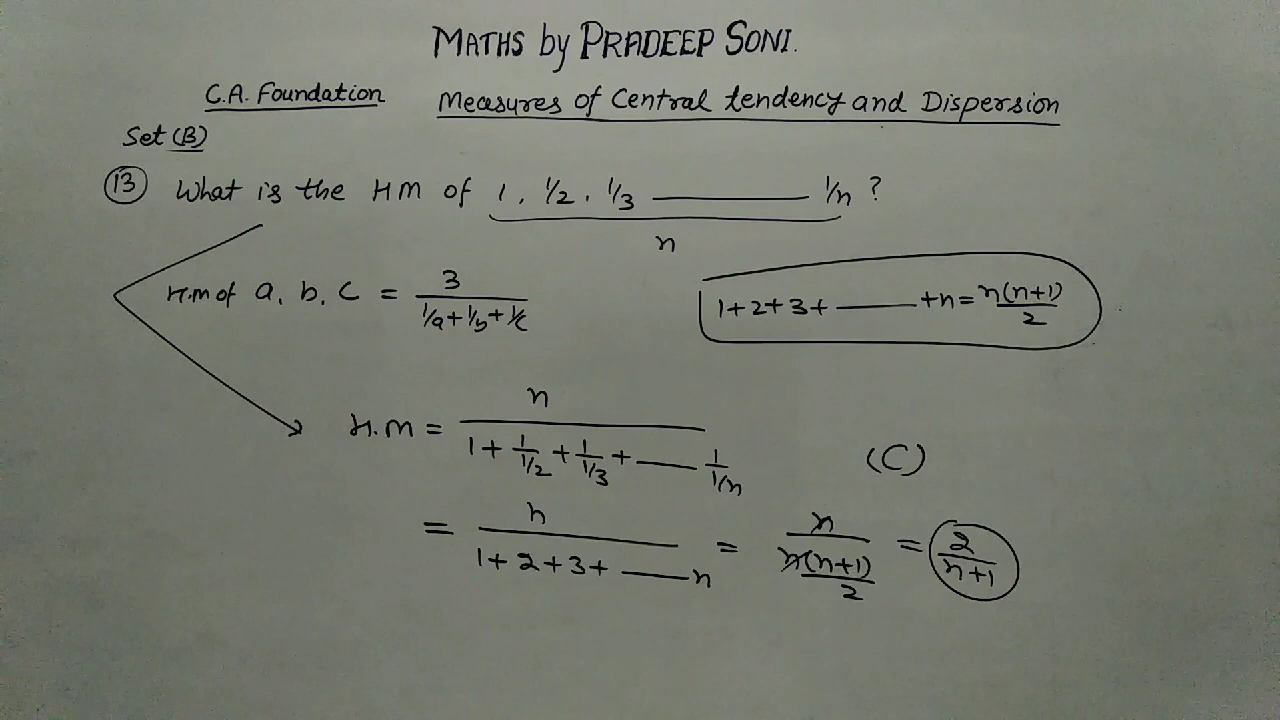 MATHS by PRADEEP SONI.
C.A. Foundation Measures of Central tendency and Dispersion
Set (B)
(13) What is the HM of 1, 1/2, 1/3 ——— 1/n ?
n
H.M of a, b, c = 3 / (1/a + 1/b + 1/c)
1+2+3+ ——— +n = n(n+1)/2
H.M = n / (1 + 1/(1/2) + 1/(1/3) + ——— 1/(1/n))
(C)
= n / (1+2+3+ ——— n) = n / (n(n+1)/2) = 2/(n+1)